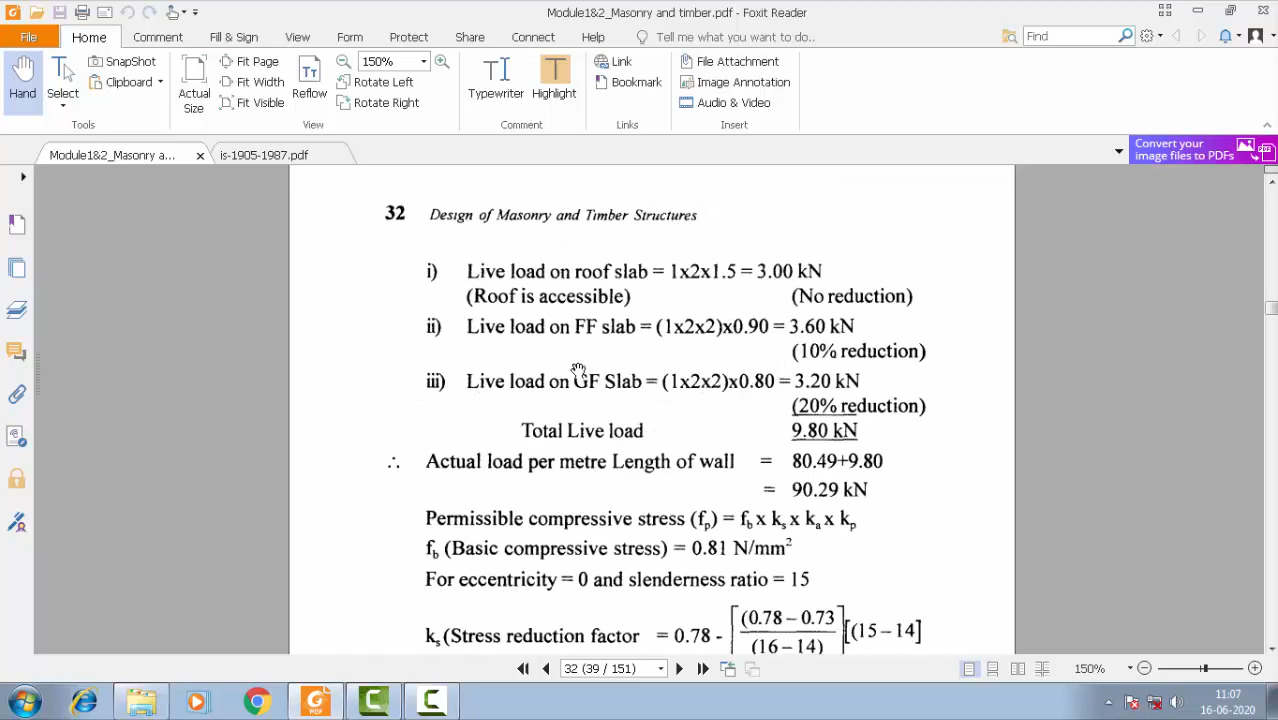 Module1&2_Masonry and timber.pdf - Foxit Reader
File Home Comment Fill & Sign View Form Protect Share Connect Help Tell me what you want to do.. Find
Hand
Select
SnapShot
Clipboard
Actual Size
Fit Page
Fit Width
Fit Visible
Reflow
150%
Rotate Left
Rotate Right
Typewriter
Highlight
Link
Bookmark
File Attachment
Image Annotation
Audio & Video
Tools View Comment Links Insert
Module1&2_Masonry a... is-1905-1987.pdf
Convert your
image files to PDFs
32 Design of Masonry and Timber Structures
i) Live load on roof slab = 1x2x1.5 = 3.00 kN
(Roof is accessible) (No reduction)
ii) Live load on FF slab = (1x2x2)x0.90 = 3.60 kN
(10% reduction)
iii) Live load on GF Slab = (1x2x2)x0.80 = 3.20 kN
(20% reduction)
Total Live load 9.80 kN
∴ Actual load per metre Length of wall = 80.49+9.80
= 90.29 kN
Permissible compressive stress (fp) = fb x ks x ka x kp
fb (Basic compressive stress) = 0.81 N/mm²
For eccentricity = 0 and slenderness ratio = 15
ks (Stress reduction factor = 0.78 - [(0.78 – 0.73) / (16 – 14)] [(15 – 14]
32 (39 / 151) 150%
11:07
16-06-2020